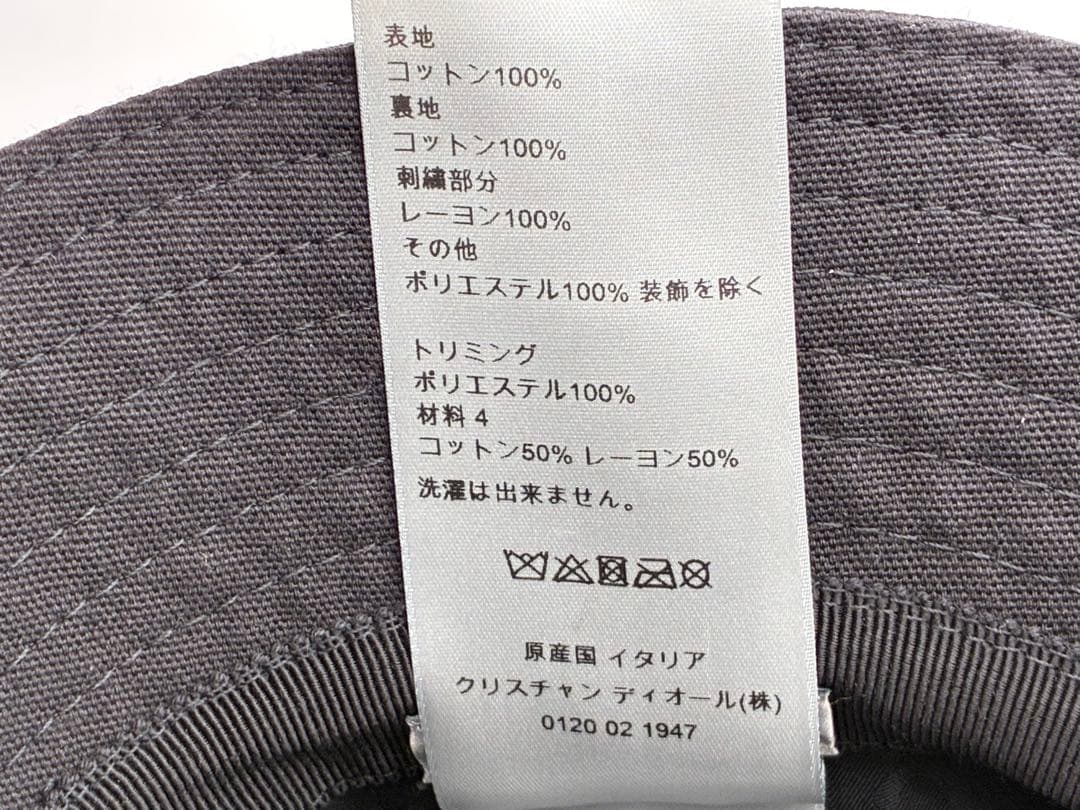 表地
コットン100%
裏地
コットン100%
刺繍部分
レーヨン100%
その他
ポリエステル100% 装飾を除く
トリミング
ポリエステル100%
材料 4
コットン50% レーヨン50%
洗濯は出来ません。
原産国 イタリア
クリスチャン ディオール(株)
0120 02 1947